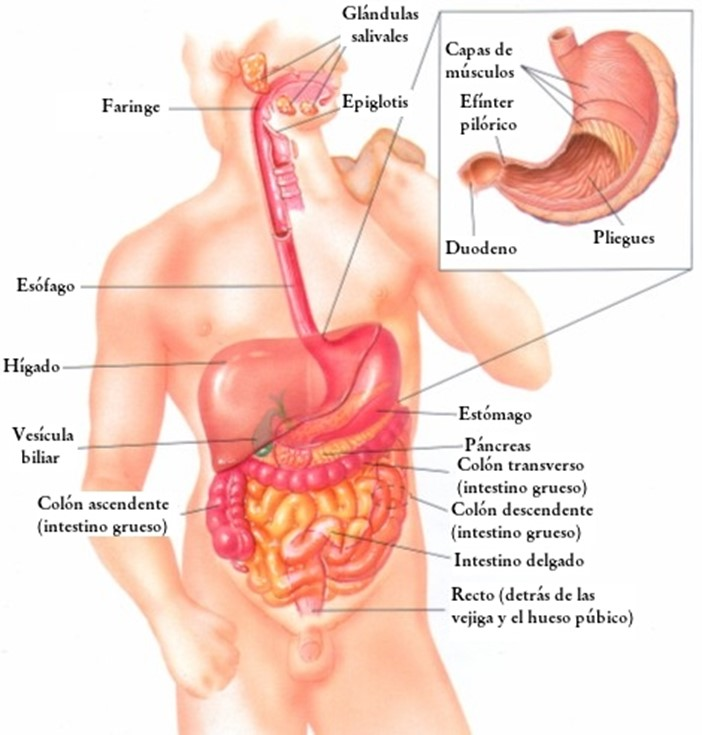 Glándulas
salivales
Faringe
Epiglotis
Capas de
músculos
Efínter
pilórico
Duodeno
Pliegues
Esófago
Hígado
Estómago
Vesícula
biliar
Páncreas
Colón transverso
(intestino grueso)
Colón ascendente
(intestino grueso)
Colón descendente
(intestino grueso)
Intestino delgado
Recto (detrás de las
vejiga y el hueso púbico)